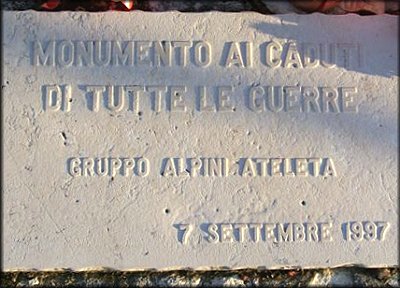 MONUMENTO AI CADUTI
DI TUTTE LE GUERRE
GRUPPO ALPINI ATELETA
7 SETTEMBRE 1997